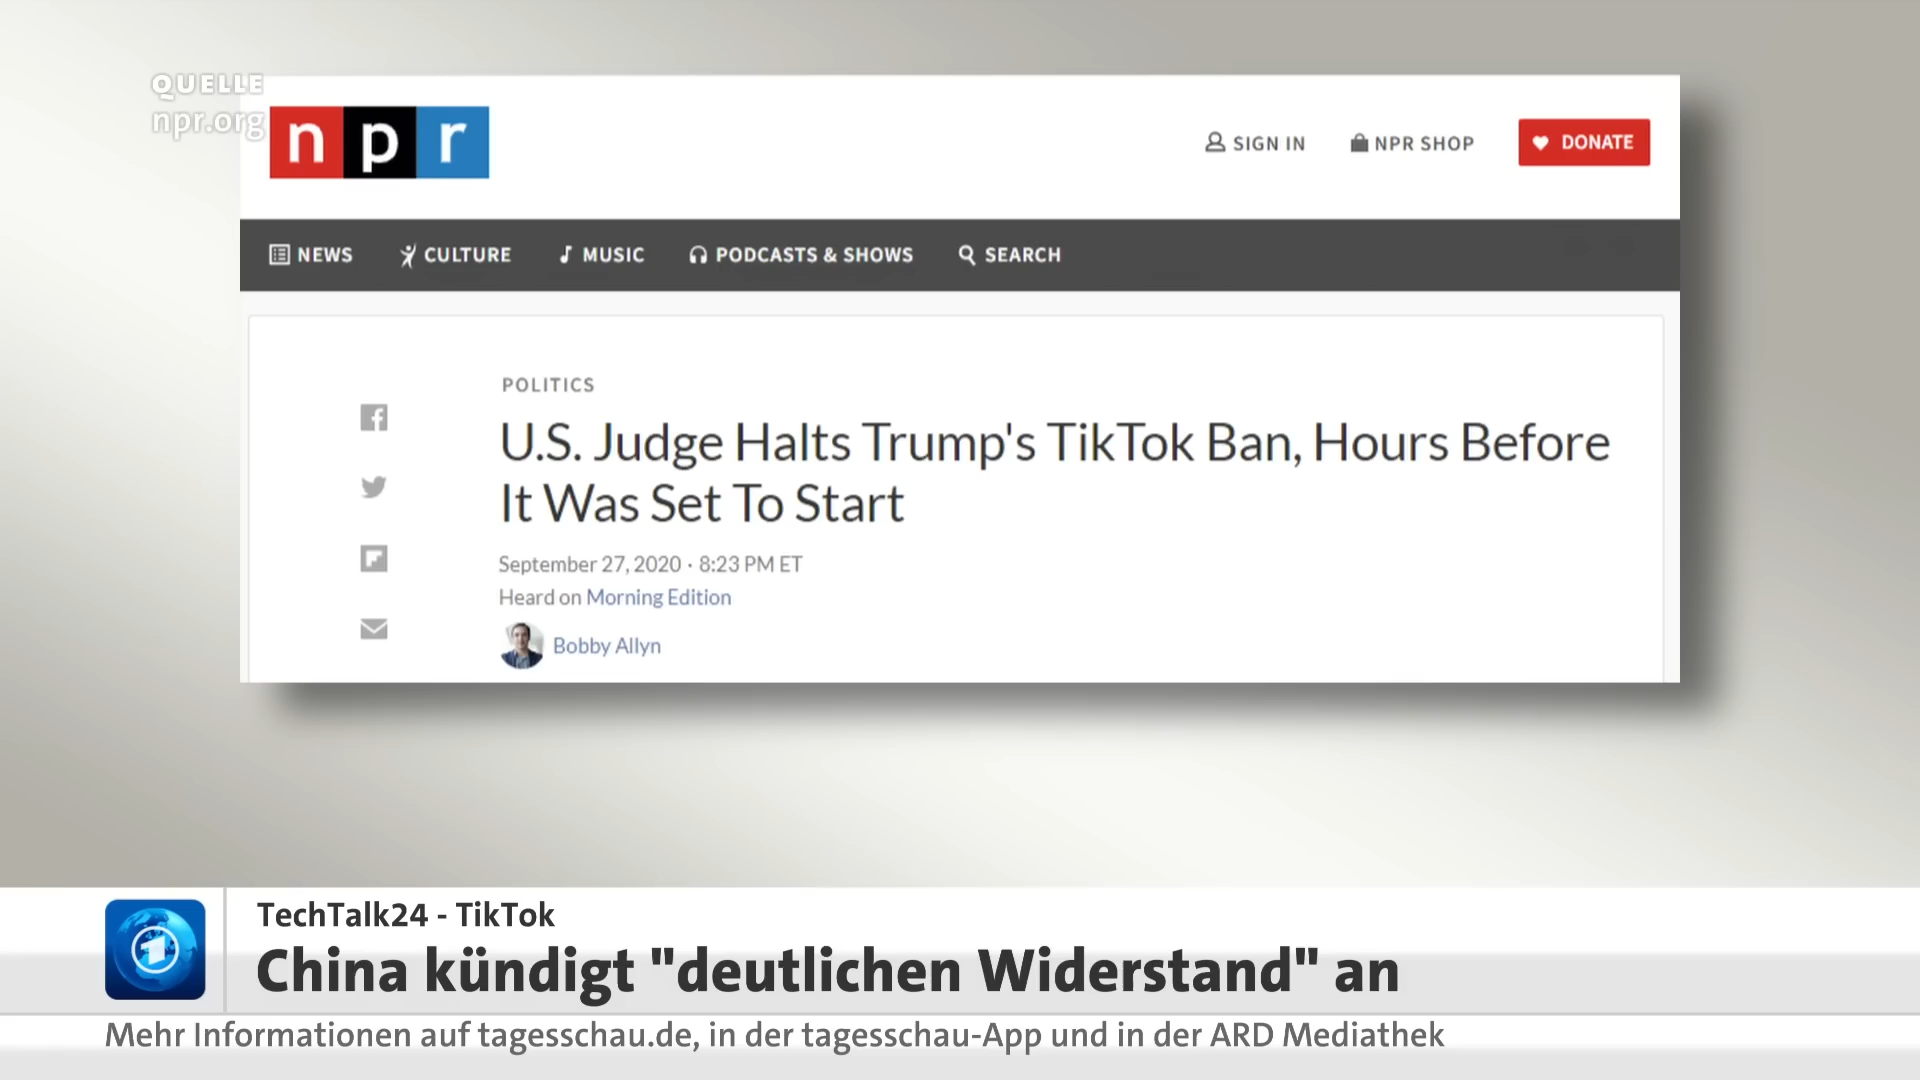 QUELLE
npr.org
npr
SIGN IN
NPR SHOP
DONATE
NEWS
CULTURE
MUSIC
PODCASTS & SHOWS
SEARCH
POLITICS
U.S. Judge Halts Trump's TikTok Ban, Hours Before
It Was Set To Start
September 27, 2020 · 8:23 PM ET
Heard on Morning Edition
Bobby Allyn
1
TechTalk24 - TikTok
China kündigt "deutlichen Widerstand" an
Mehr Informationen auf tagesschau.de, in der tagesschau-App und in der ARD Mediathek